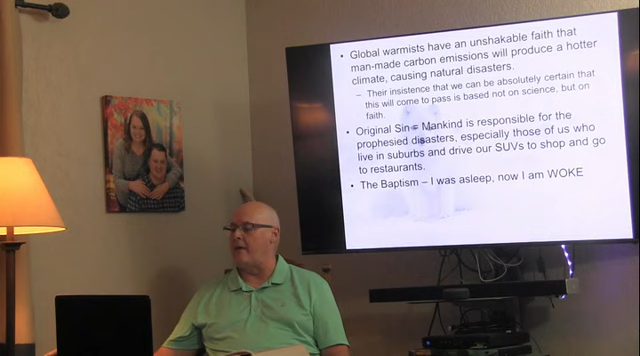 • Global warmists have an unshakable faith that
man-made carbon emissions will produce a hotter
climate, causing natural disasters.
– Their insistence that we can be absolutely certain that
this will come to pass is based not on science, but on
faith.
• Original Sin = Mankind is responsible for the
prophesied disasters, especially those of us who
live in suburbs and drive our SUVs to shop and go
to restaurants.
• The Baptism – I was asleep, now I am WOKE